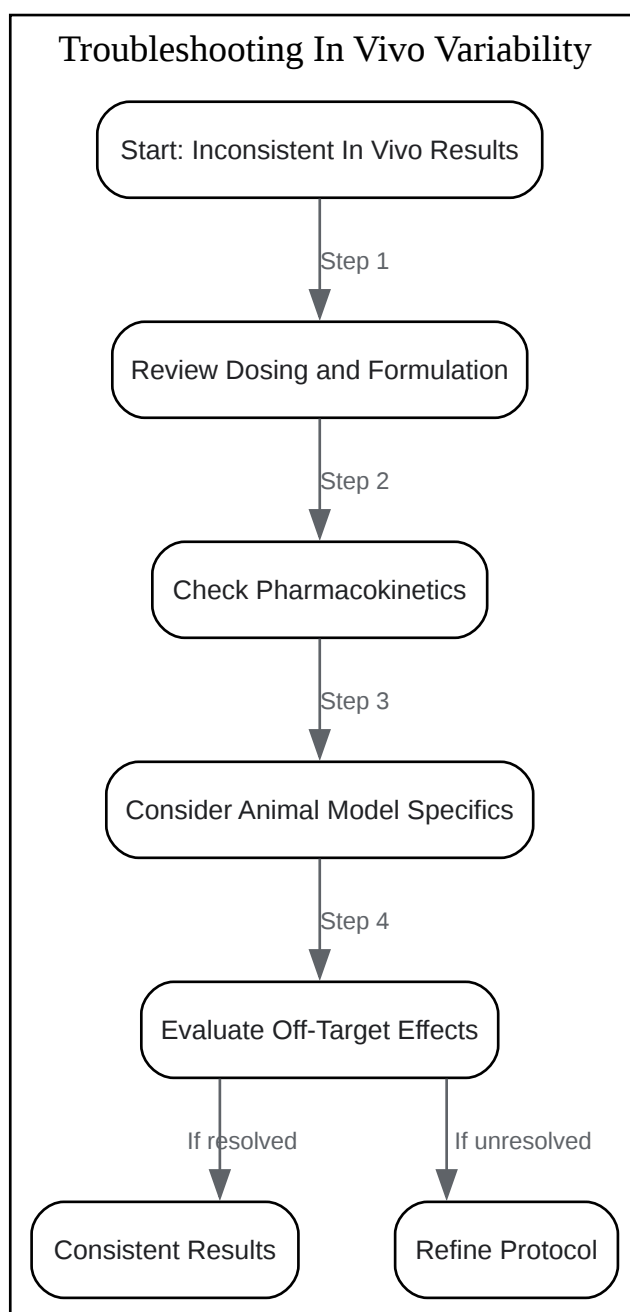 Troubleshooting In Vivo Variability
Start: Inconsistent In Vivo Results
Step 1
Review Dosing and Formulation
Step 2
Check Pharmacokinetics
Step 3
Consider Animal Model Specifics
Step 4
Evaluate Off-Target Effects
If resolved
If unresolved
Consistent Results
Refine Protocol